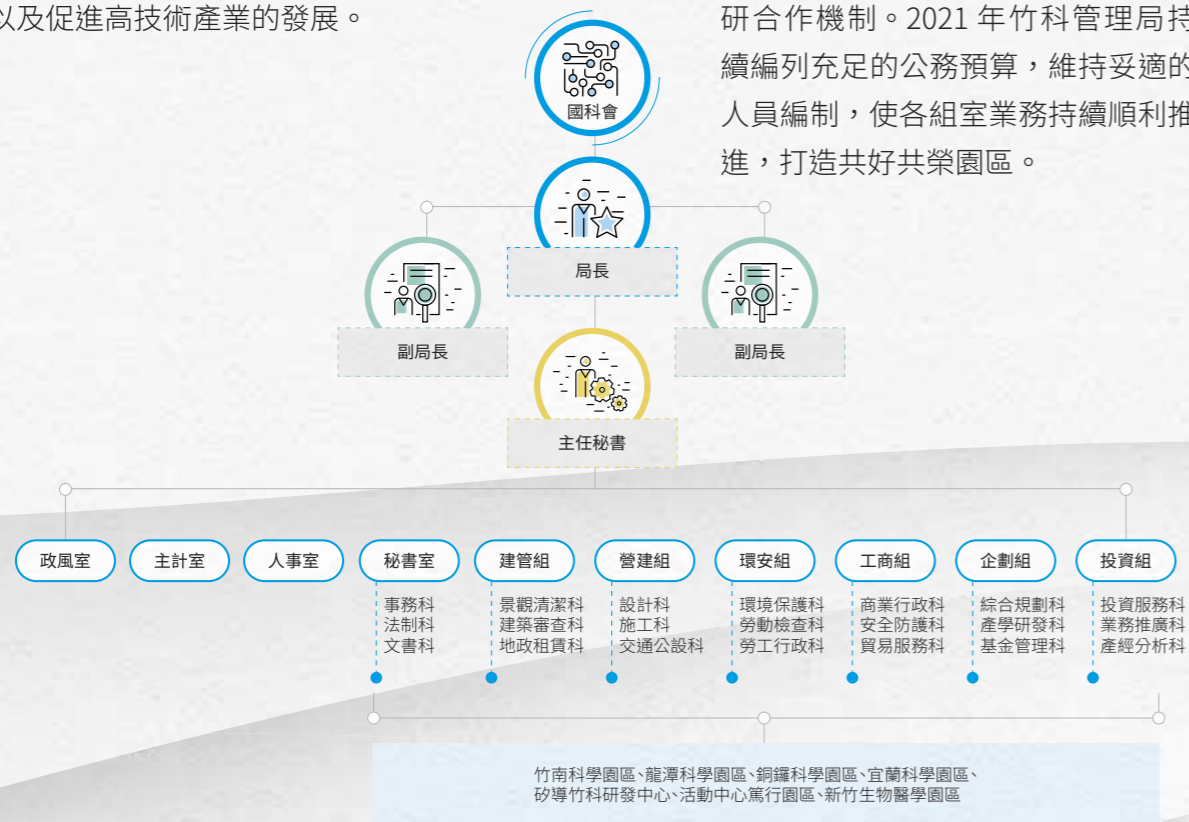 以及促進高技術產業的發展。
研合作機制。2021 年竹科管理局持
續編列充足的公務預算，維持妥適的
人員編制，使各組室業務持續順利推
進，打造共好共榮園區。
國科會
局長
副局長
副局長
主任秘書
政風室
主計室
人事室
秘書室
事務科
法制科
文書科
建管組
景觀清潔科
建築審查科
地政租賃科
營建組
設計科
施工科
交通公設科
環安組
環境保護科
勞動檢查科
勞工行政科
工商組
商業行政科
安全防護科
貿易服務科
企劃組
綜合規劃科
產學研發科
基金管理科
投資組
投資服務科
業務推廣科
產經分析科
竹南科學園區、龍潭科學園區、銅鑼科學園區、宜蘭科學園區、
矽導竹科研發中心、活動中心篤行園區、新竹生物醫學園區